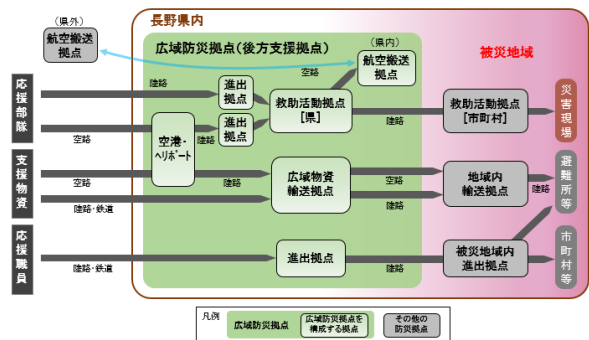 (県外)
航空搬送
拠点
長野県内
広域防災拠点(後方支援拠点)
(県内)
航空搬送
拠点
被災地域
応援部隊
陸路
空路
進出
拠点
空路
陸路
進出
拠点
救助活動拠点
[県]
陸路
救助活動拠点
[市町村]
災害現場
空港・
ヘリポート
支援物資
空路
陸路・鉄道
陸路
広域物資
輸送拠点
空路
陸路
地域内
輸送拠点
陸路
避難所等
応援職員
陸路・鉄道
進出拠点
陸路
被災地域内
進出拠点
市町村等
凡例
広域防災拠点
広域防災拠点を
構成する拠点
その他の
防災拠点